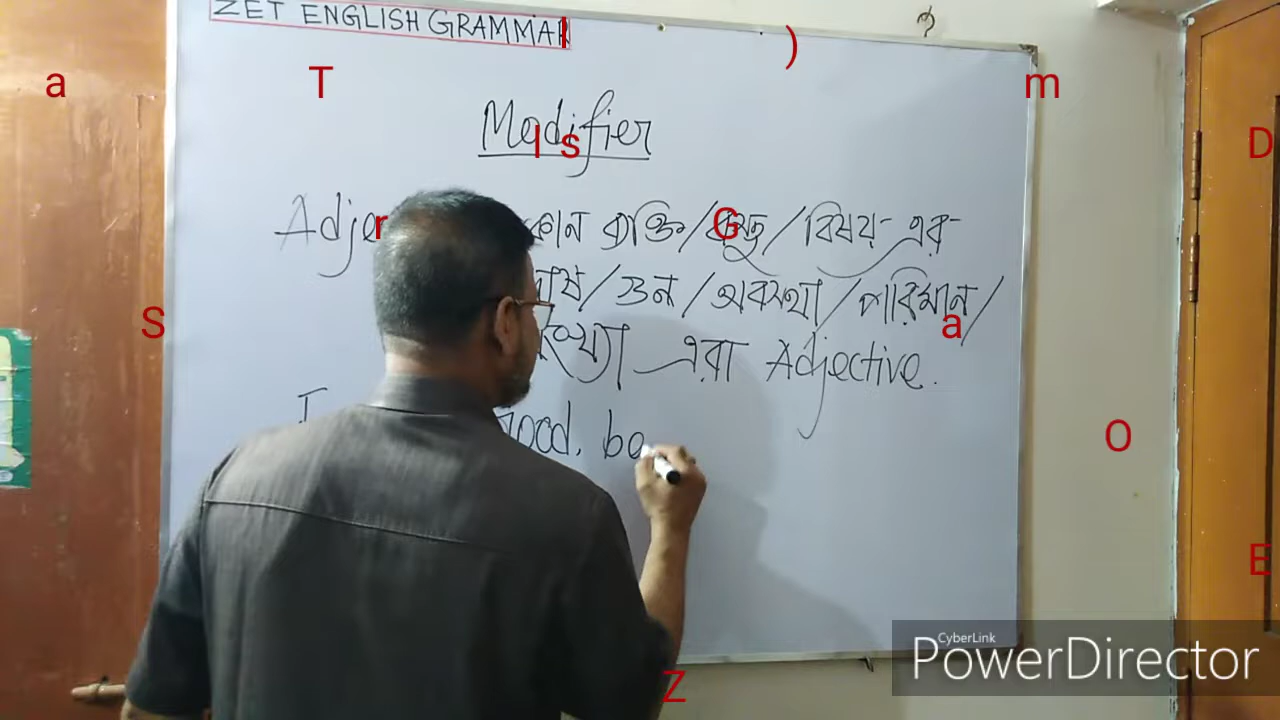 ZET ENGLISH GRAMMAR
Modifier
Adje কোন ব্যক্তি/বস্তু/বিষয় এর
দোষ/গুন/অবস্থা/পরিমান/
সংখ্যা এরা Adjective.
good, ba
a T l ) m
l s D
r G
S a
O
E
Z
CyberLink
PowerDirector